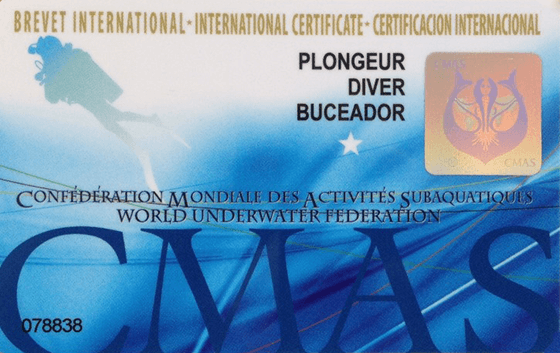 BREVET INTERNATIONAL·INTERNATIONAL CERTIFICATE·CERTIFICACION INTERNACIONAL
PLONGEUR
DIVER
BUCEADOR
CMAS
CMAS
CONFÉDÉRATION MONDIALE DES ACTIVITÉS SUBAQUATIQUES
WORLD UNDERWATER FEDERATION
CMAS
078838